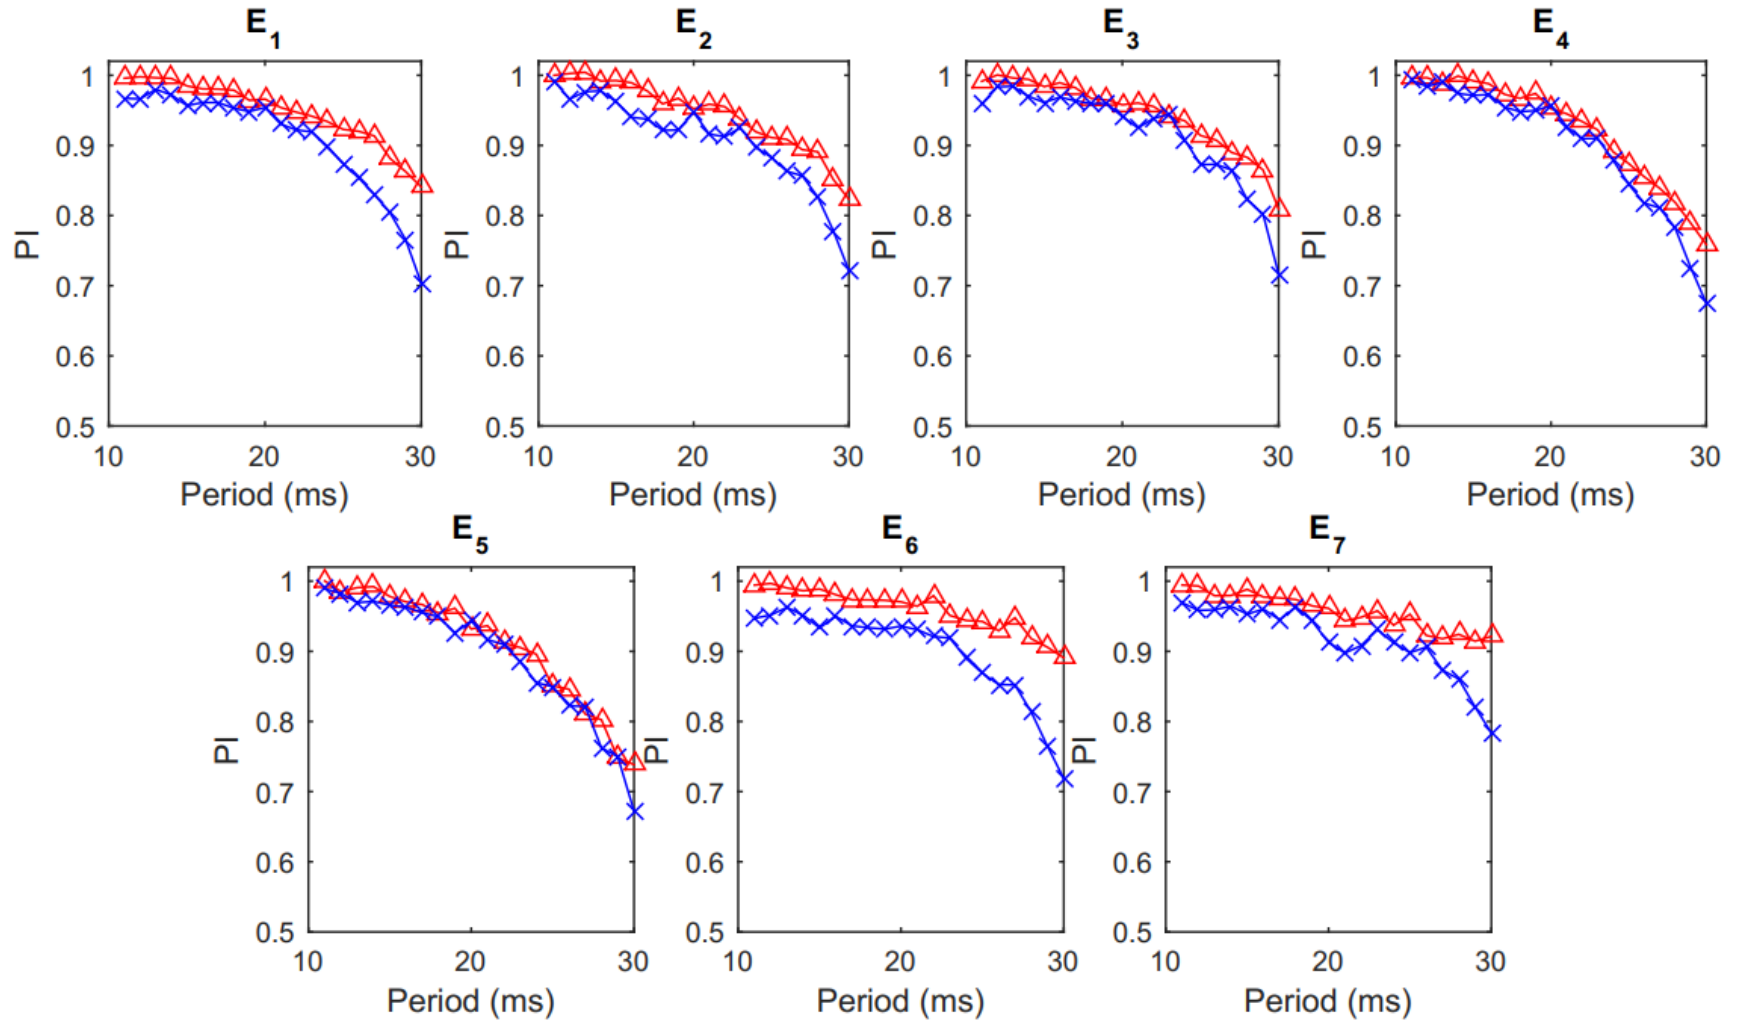 E1 E2 E3 E4
1 1 1 1
0.9 0.9 0.9 0.9
0.8 0.8 0.8 0.8
PI PI PI PI
0.7 0.7 0.7 0.7
0.6 0.6 0.6 0.6
0.5 0.5 0.5 0.5
10 20 30 10 20 30 10 20 30 10 20 30
Period (ms) Period (ms) Period (ms) Period (ms)
E5 E6 E7
1 1 1
0.9 0.9 0.9
0.8 0.8 0.8
PI PI PI
0.7 0.7 0.7
0.6 0.6 0.6
0.5 0.5 0.5
10 20 30 10 20 30 10 20 30
Period (ms) Period (ms) Period (ms)